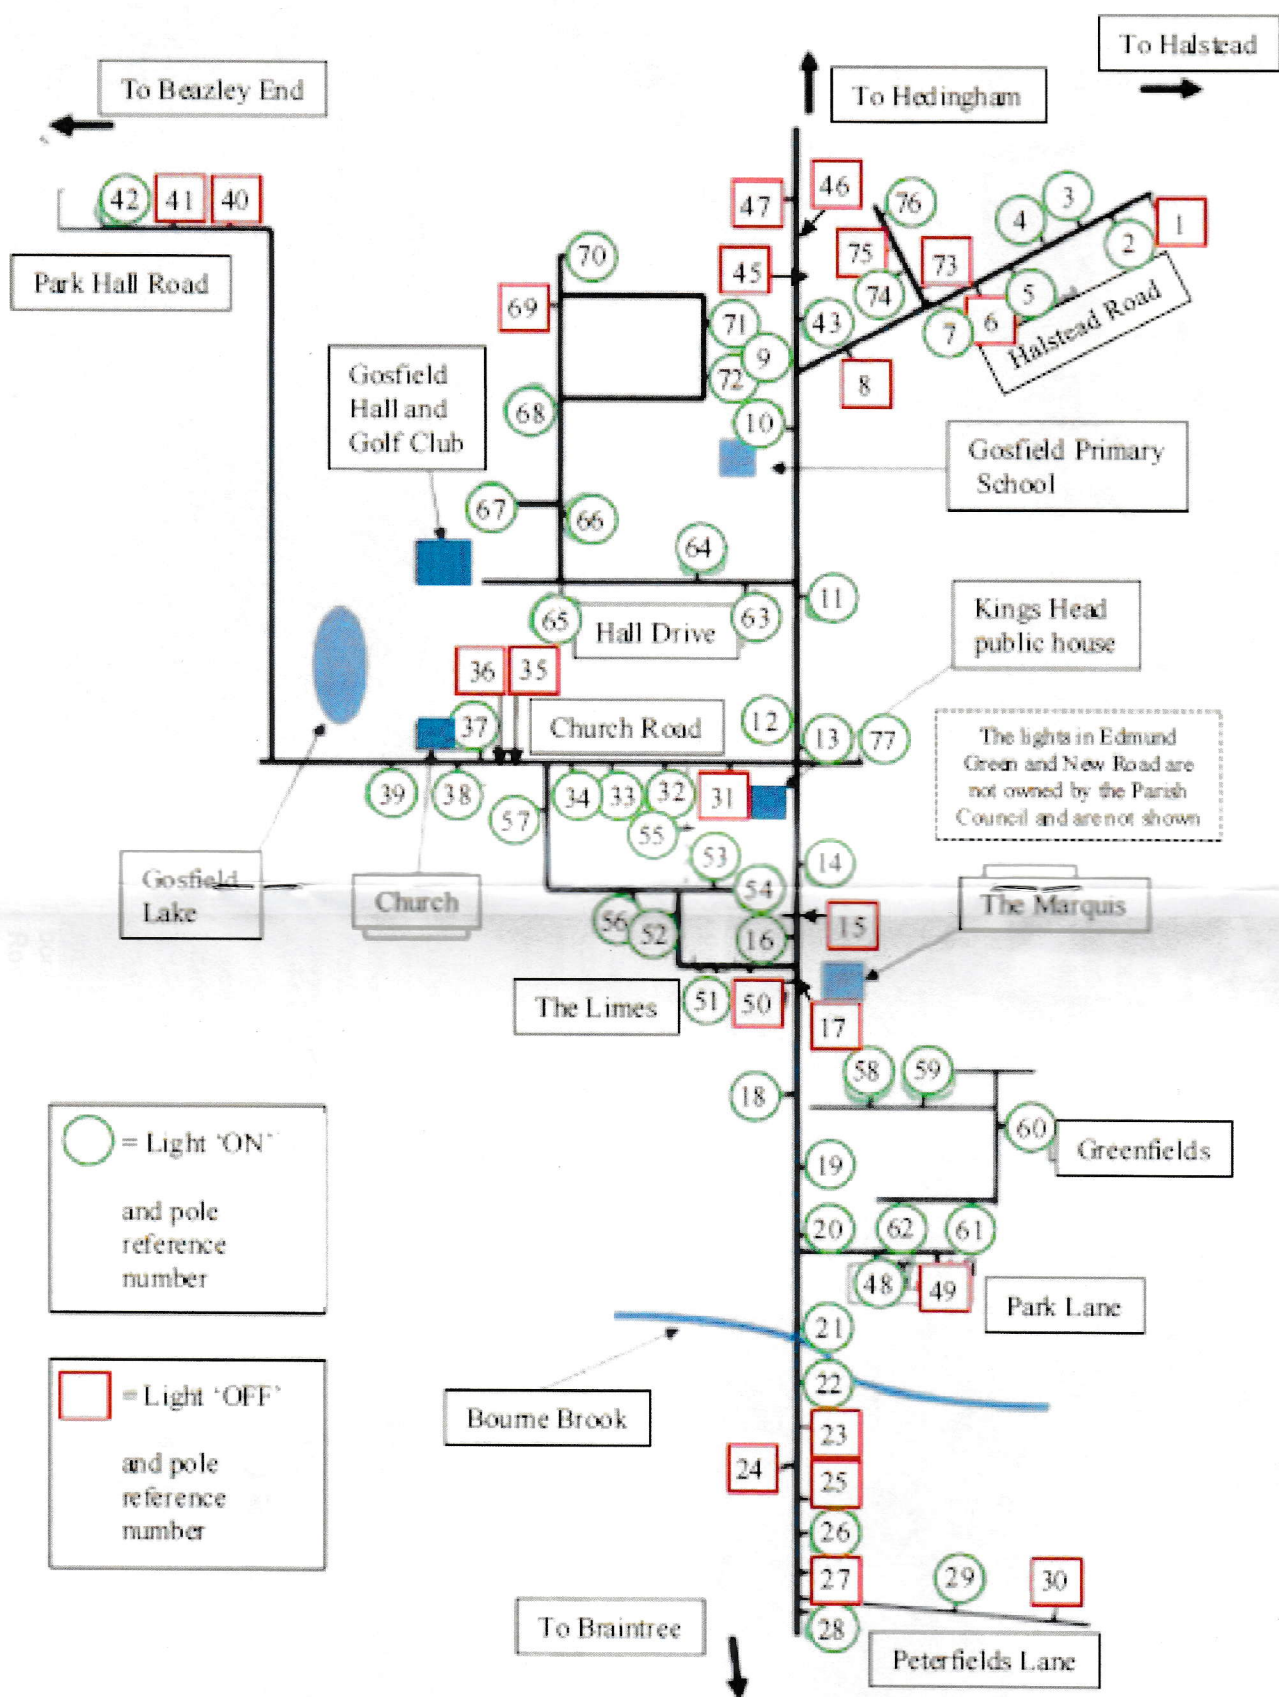 To Halstead
To Beazley End
To Hedingham
42
41
40
47
46
76
3
4
1
2
Park Hall Road
70
45
75
73
74
5
69
71
43
7
6
Halstead Road
9
72
8
Gosfield
Hall and
Golf Club
68
10
Gosfield Primary
School
67
66
64
11
Kings Head
public house
65
Hall Drive
63
36
35
37
Church Road
12
13
77
The lights in Edmund
Green and New Road are
not owned by the Parish
Council and are not shown
39
38
57
34
33
32
31
55
53
54
14
Gosfield
Lake
Church
56
52
16
15
The Marquis
The Limes
51
50
17
58
59
18
60
Greenfields
19
20
62
61
48
49
Park Lane
= Light 'ON'
and pole
reference
number
21
22
= Light 'OFF'
and pole
reference
number
Bourne Brook
23
24
25
26
27
29
30
To Braintree
28
Peterfields Lane